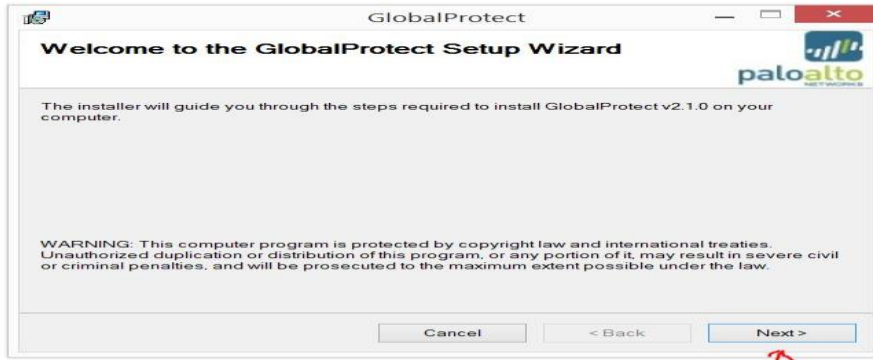 GlobalProtect
Welcome to the GlobalProtect Setup Wizard
paloalto
NETWORKS
The installer will guide you through the steps required to install GlobalProtect v2.1.0 on your
computer.
WARNING: This computer program is protected by copyright law and international treaties.
Unauthorized duplication or distribution of this program, or any portion of it, may result in severe civil
or criminal penalties, and will be prosecuted to the maximum extent possible under the law.
Cancel < Back Next >